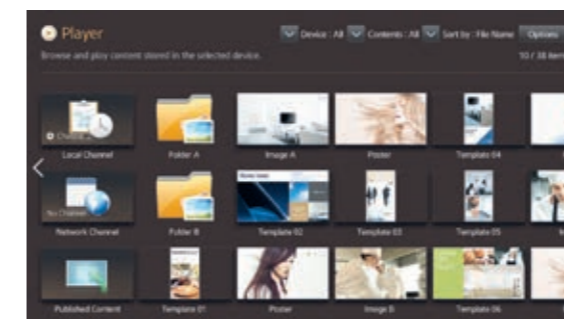 Player
Device : All Contents : All Sort by : File Name Options
Browse and play content stored in the selected device.
10 / 38 item
Local Channel Folder A Image A Poster Template 04
No Channel
Network Channel Folder B Template 02 Template 03 Template 05
Published Content Template 01 Poster Image B Template 06